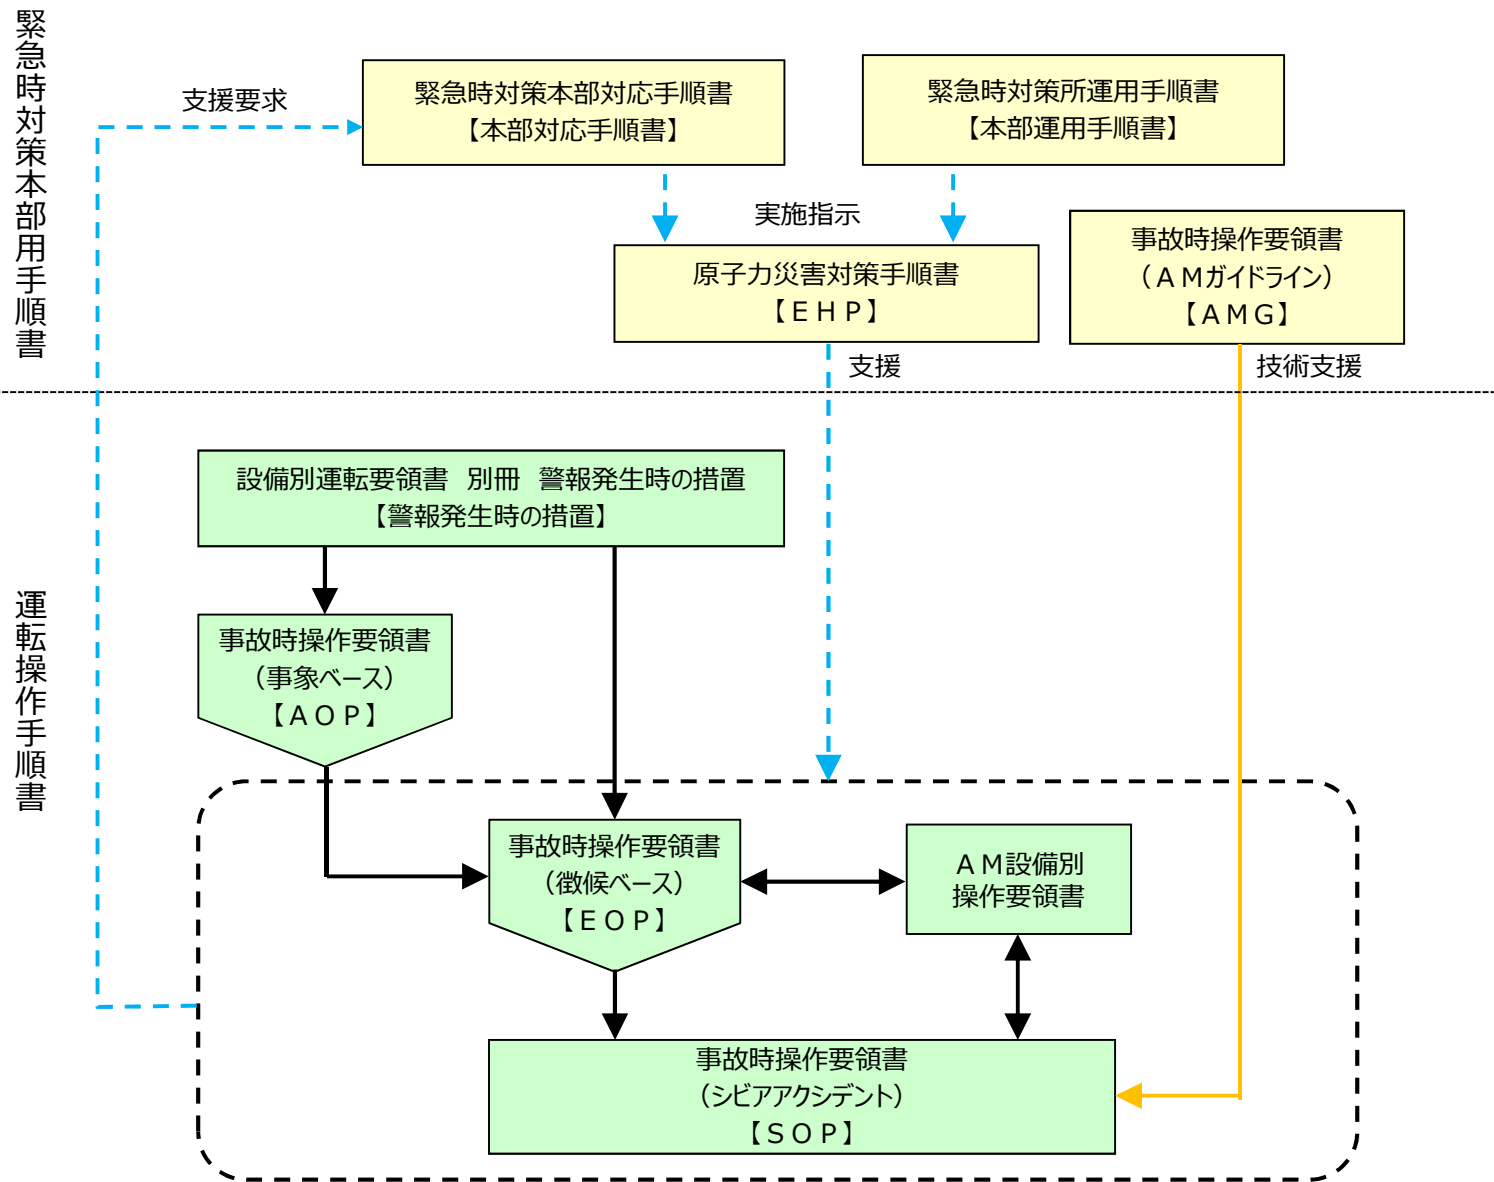 緊急時対策本部用手順書
支援要求
緊急時対策本部対応手順書
【本部対応手順書】
緊急時対策所運用手順書
【本部運用手順書】
実施指示
原子力災害対策手順書
【ＥＨＰ】
事故時操作要領書
（ＡＭガイドライン）
【ＡＭＧ】
支援
技術支援
運転操作手順書
設備別運転要領書　別冊　警報発生時の措置
【警報発生時の措置】
事故時操作要領書
（事象ベース）
【ＡＯＰ】
事故時操作要領書
（徴候ベース）
【ＥＯＰ】
ＡＭ設備別
操作要領書
事故時操作要領書
（シビアアクシデント）
【ＳＯＰ】